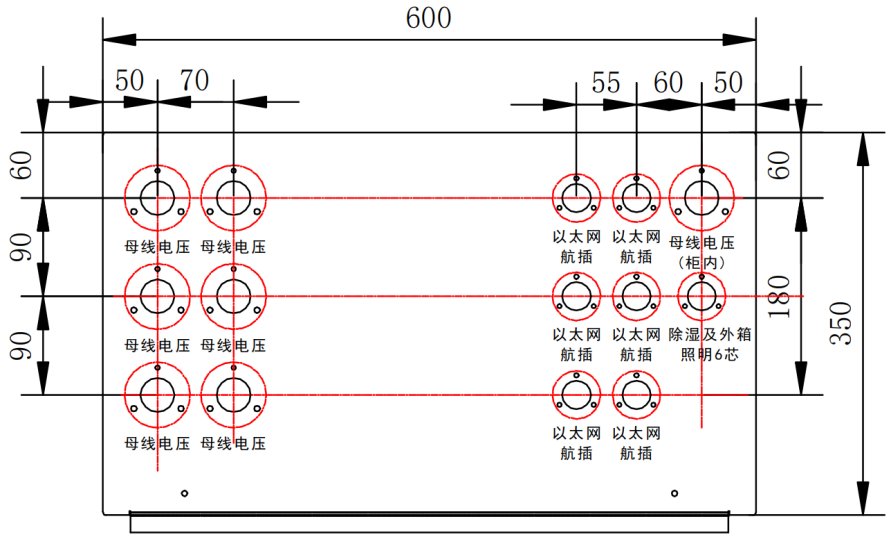 600
50
70
55
60
50
60
60
母线电压
母线电压
以太网
航插
以太网
航插
母线电压
(柜内)
90
180
350
母线电压
母线电压
以太网
航插
以太网
航插
除湿及外箱
照明6芯
90
母线电压
母线电压
以太网
航插
以太网
航插